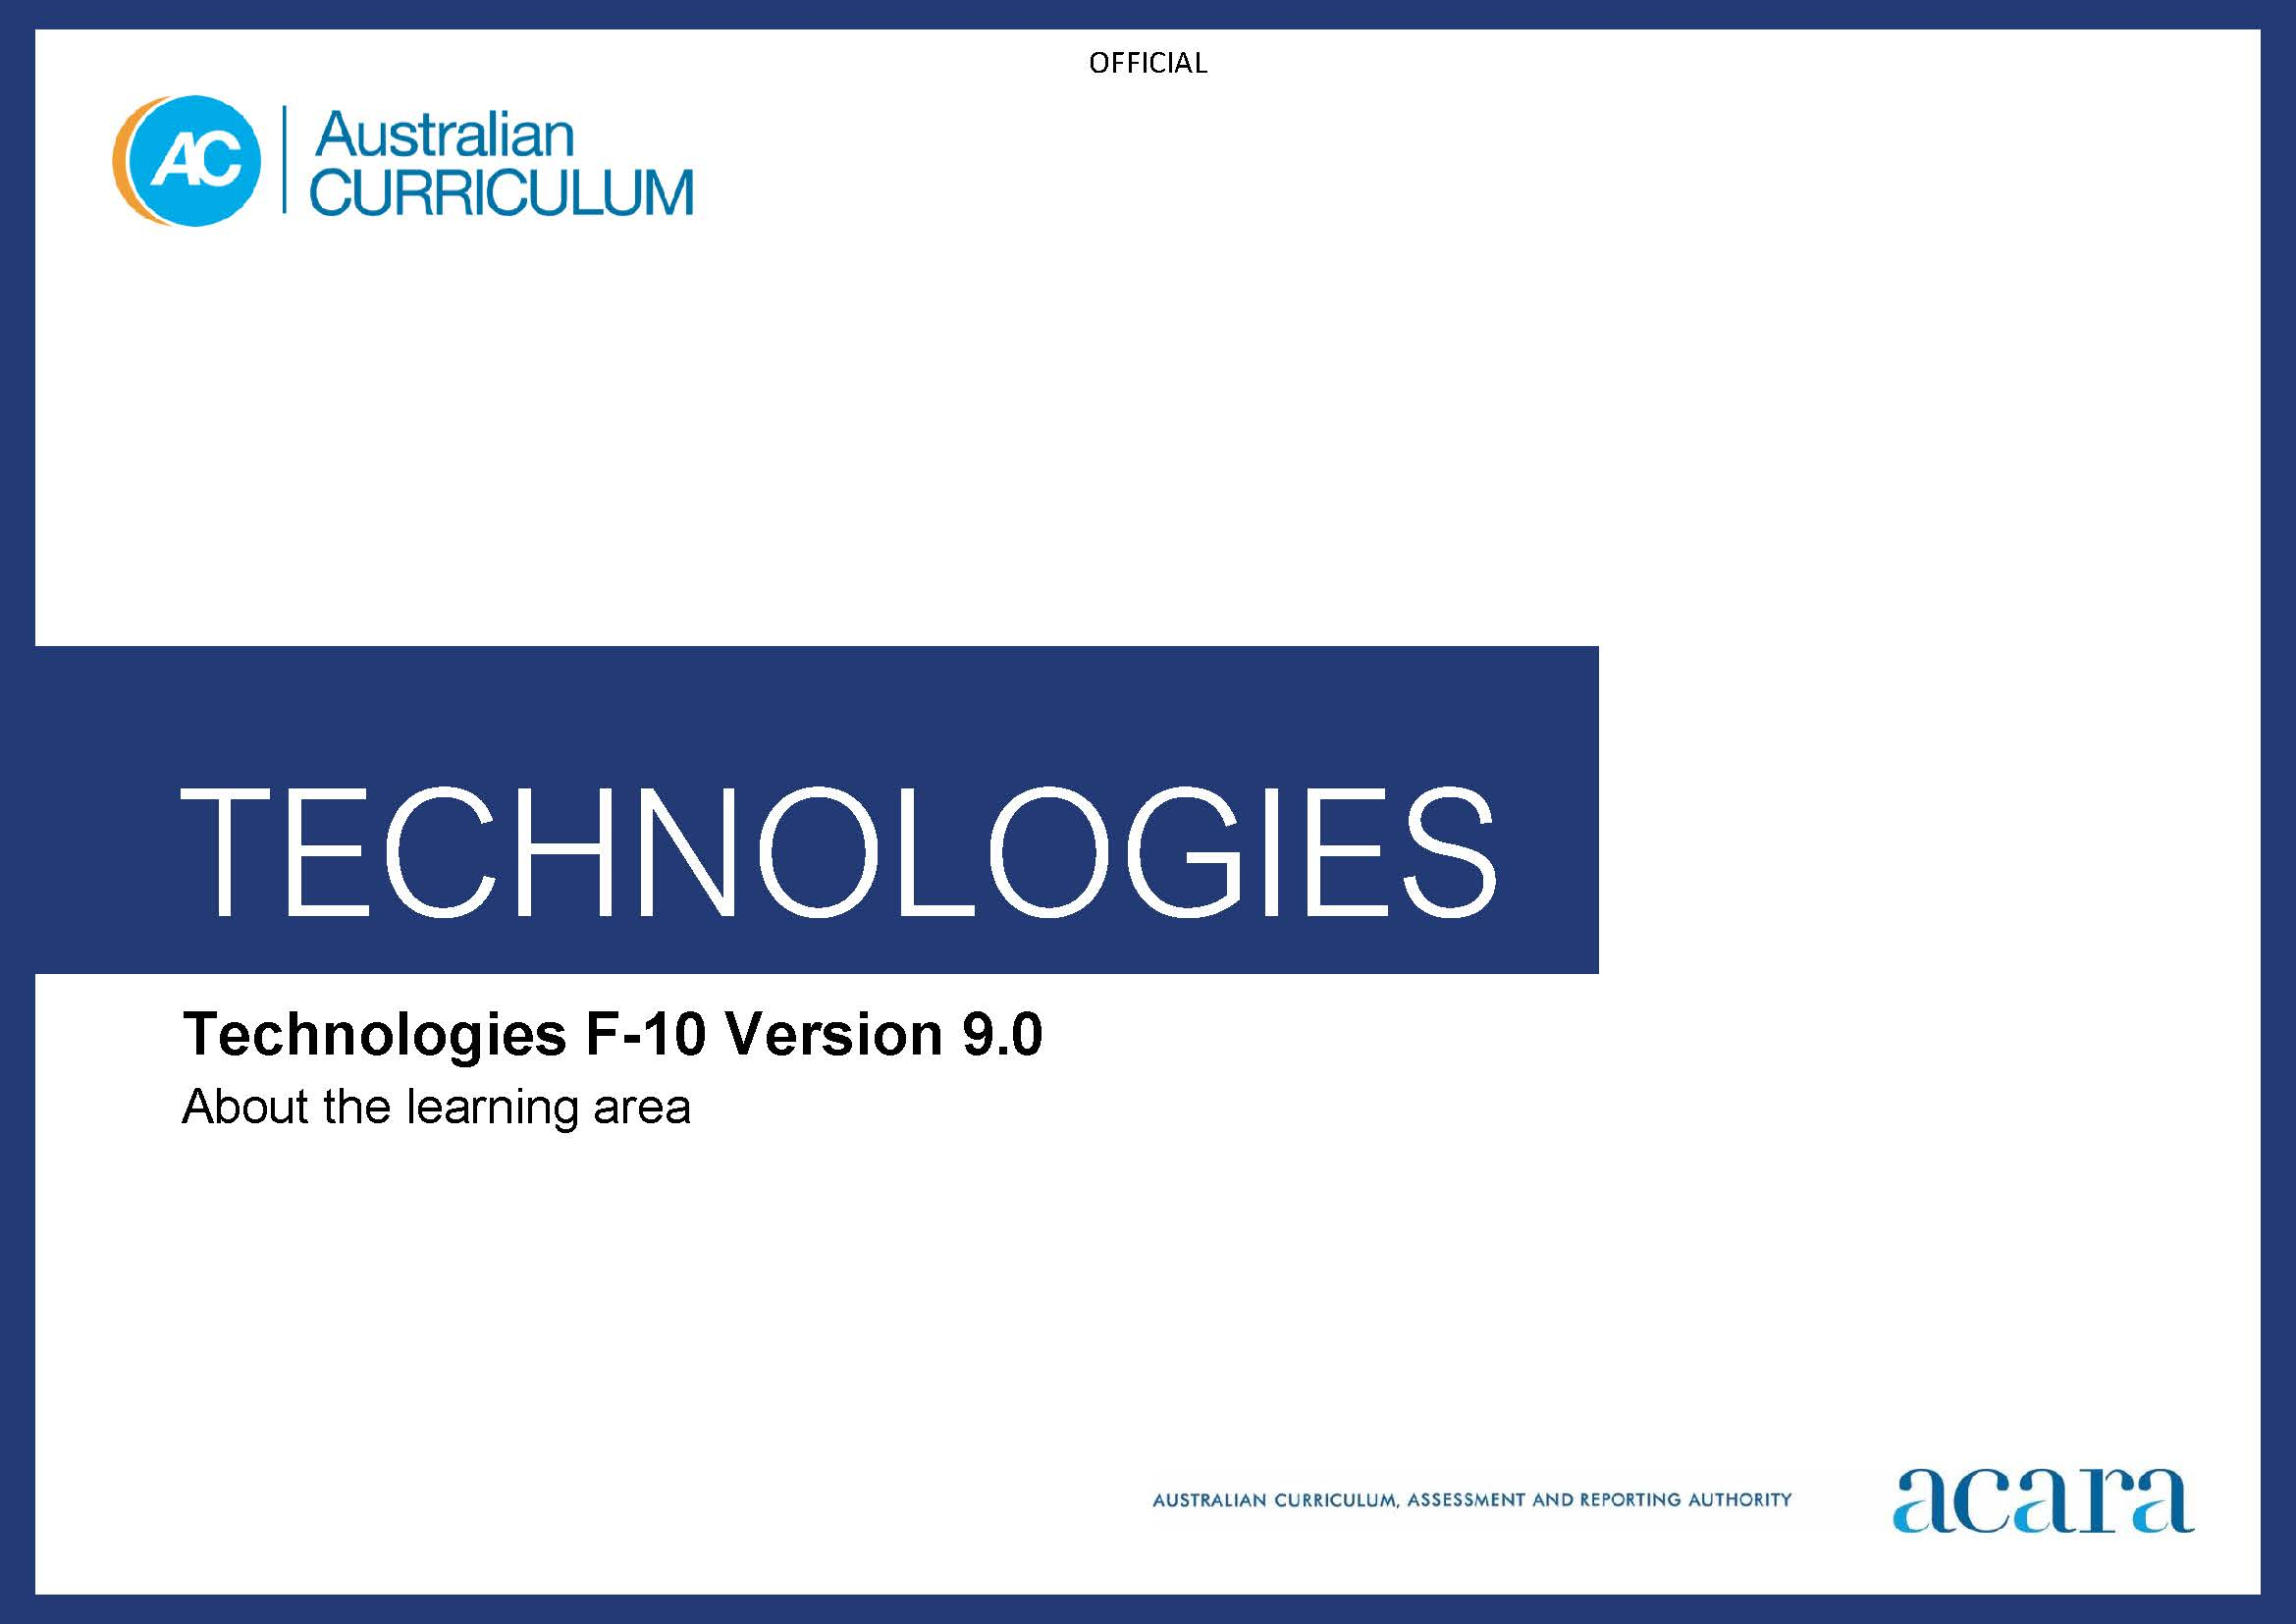 OFFICIAL
AC
Australian
CURRICULUM
TECHNOLOGIES
Technologies F-10 Version 9.0
About the learning area
AUSTRALIAN CURRICULUM, ASSESSMENT AND REPORTING AUTHORITY
acara